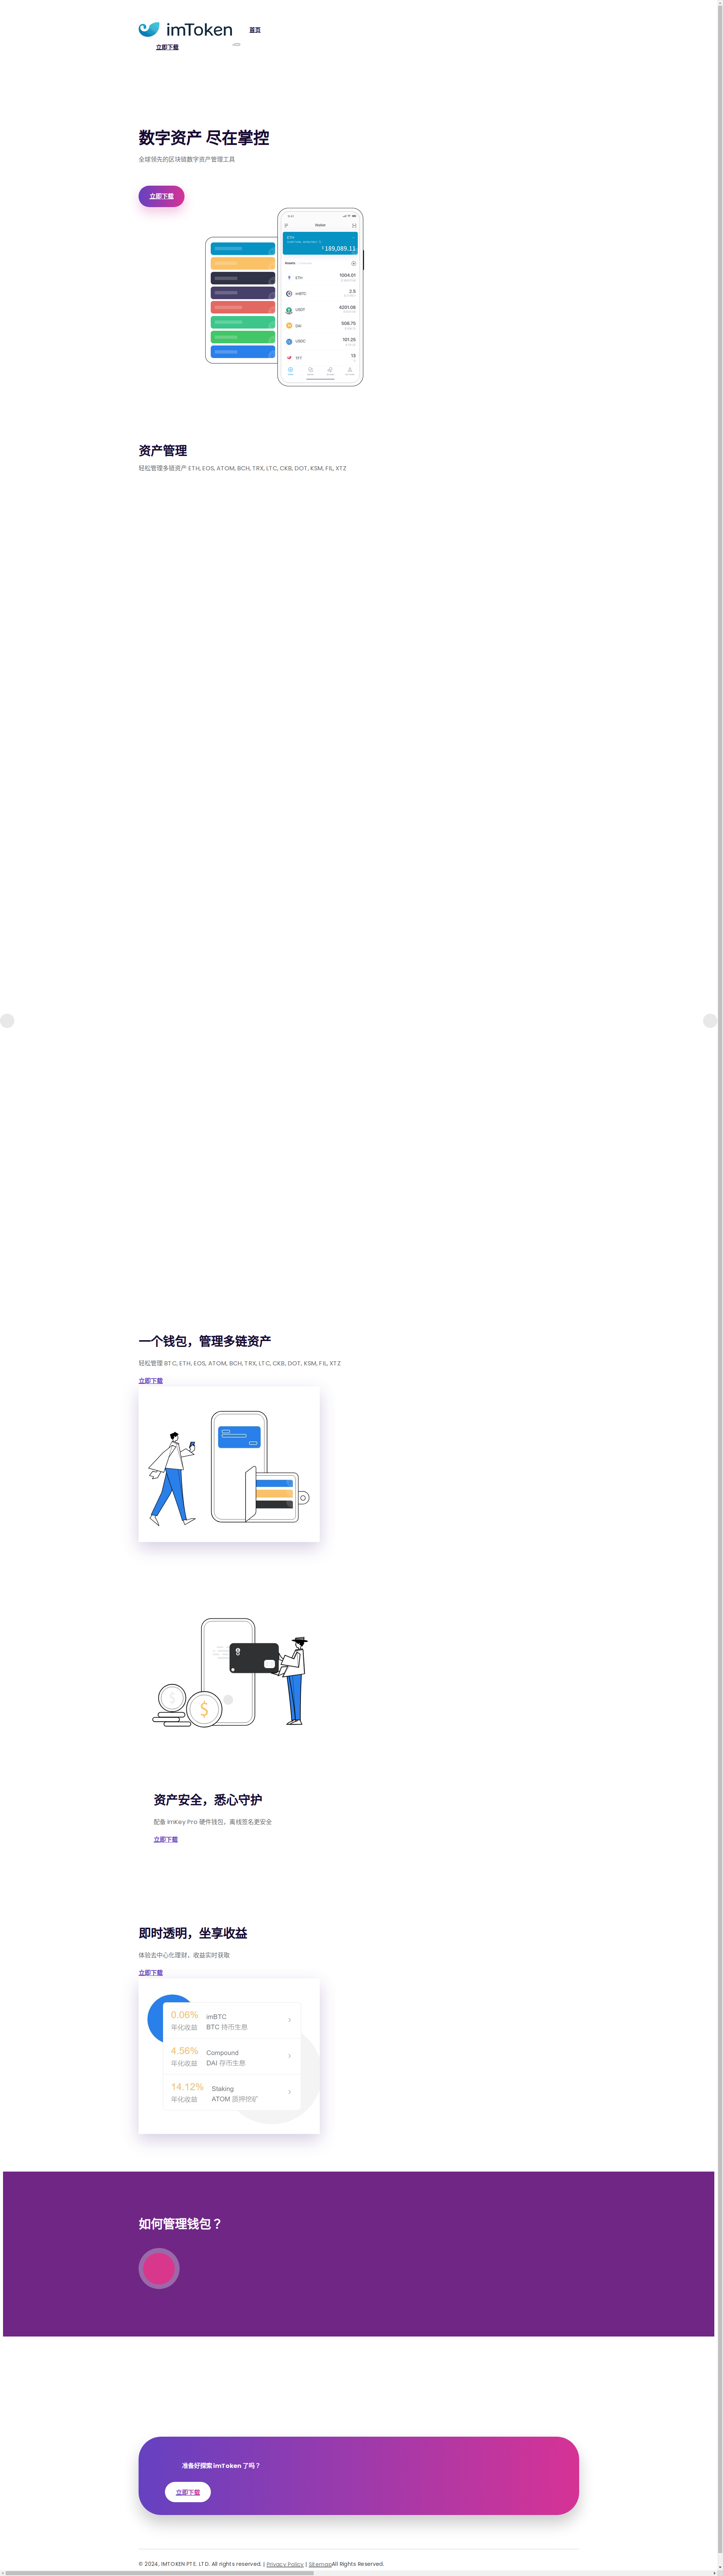 imToken
首页
立即下载
数字资产 尽在掌控
全球领先的区块链数字资产管理工具
立即下载
Wallet
ETH
189,089.11
Assets
ETH
1004.01
imBTC
2.5
USDT
4201.08
DAI
508.75
USDC
101.25
TFT
13
资产管理
轻松管理多链资产 ETH, EOS, ATOM, BCH, TRX, LTC, CKB, DOT, KSM, FIL, XTZ
一个钱包，管理多链资产
轻松管理 BTC, ETH, EOS, ATOM, BCH, TRX, LTC, CKB, DOT, KSM, FIL, XTZ
立即下载
资产安全，悉心守护
配备 imKey Pro 硬件钱包，离线签名更安全
立即下载
即时透明，坐享收益
体验去中心化理财，收益实时获取
立即下载
0.06% imBTC
年化收益 BTC 持币生息
4.56% Compound
年化收益 DAI 存币生息
14.12% Staking
年化收益 ATOM 质押挖矿
如何管理钱包？
准备好探索 imToken 了吗？
立即下载
© 2024, IMTOKEN PTE. LTD. All rights reserved. | Privacy Policy | Sitemap All Rights Reserved.